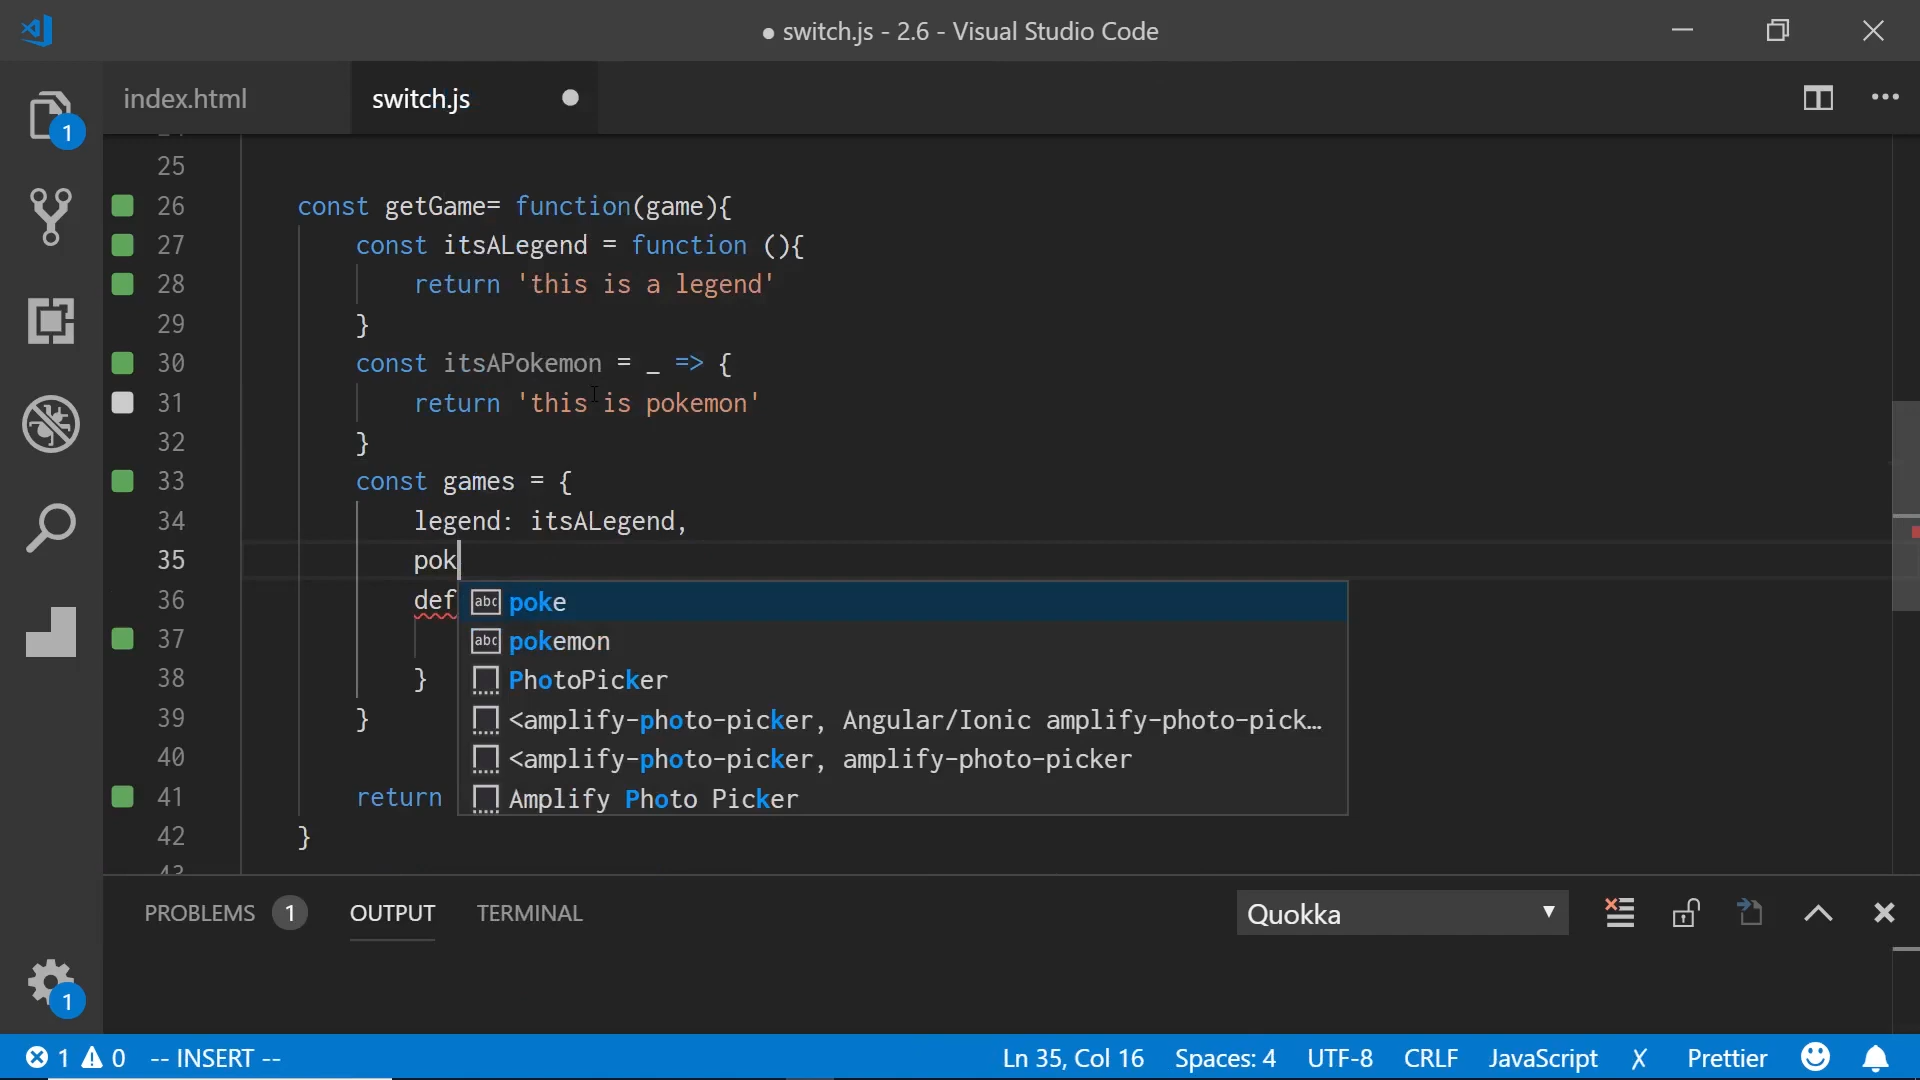 switch.js - 2.6 - Visual Studio Code
index.html
switch.js
1
25
26 const getGame= function(game){
27 const itsALegend = function (){
28 return 'this is a legend'
29 }
30 const itsAPokemon = _ => {
31 return 'this is pokemon'
32 }
33 const games = {
34 legend: itsALegend,
35 pok
36 def
abc poke
37
abc pokemon
38 }
PhotoPicker
39 }
<amplify-photo-picker, Angular/Ionic amplify-photo-pick…
40
<amplify-photo-picker, amplify-photo-picker
41 return
Amplify Photo Picker
42 }
PROBLEMS 1 OUTPUT TERMINAL
Quokka
1
1 0 -- INSERT --
Ln 35, Col 16 Spaces: 4 UTF-8 CRLF JavaScript X Prettier